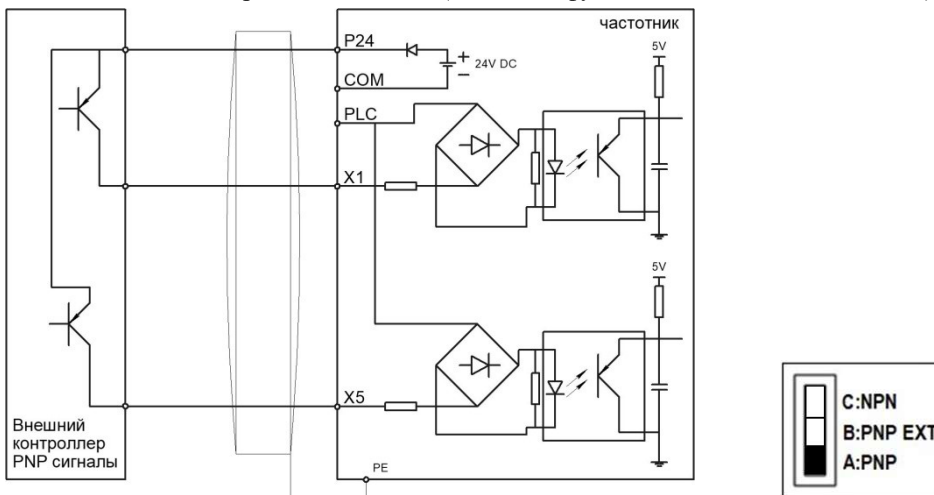 частотник
P24
+
24V DC
−
COM
PLC
X1
5V
5V
X5
PE
Внешний
контроллер
PNP сигналы
C:NPN
B:PNP EXT
A:PNP